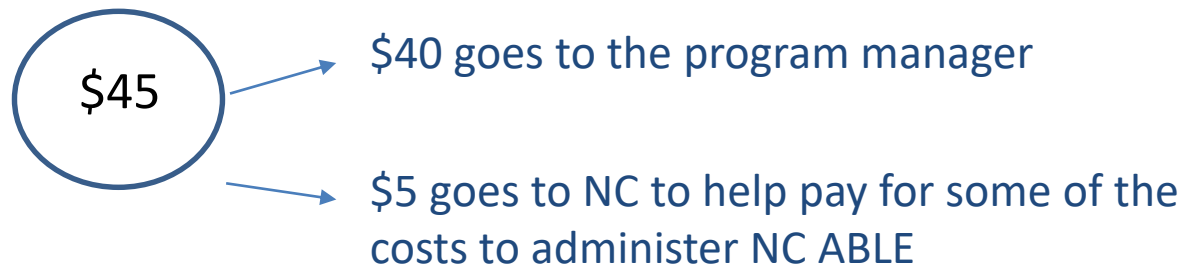 $45
$40 goes to the program manager
$5 goes to NC to help pay for some of the
costs to administer NC ABLE